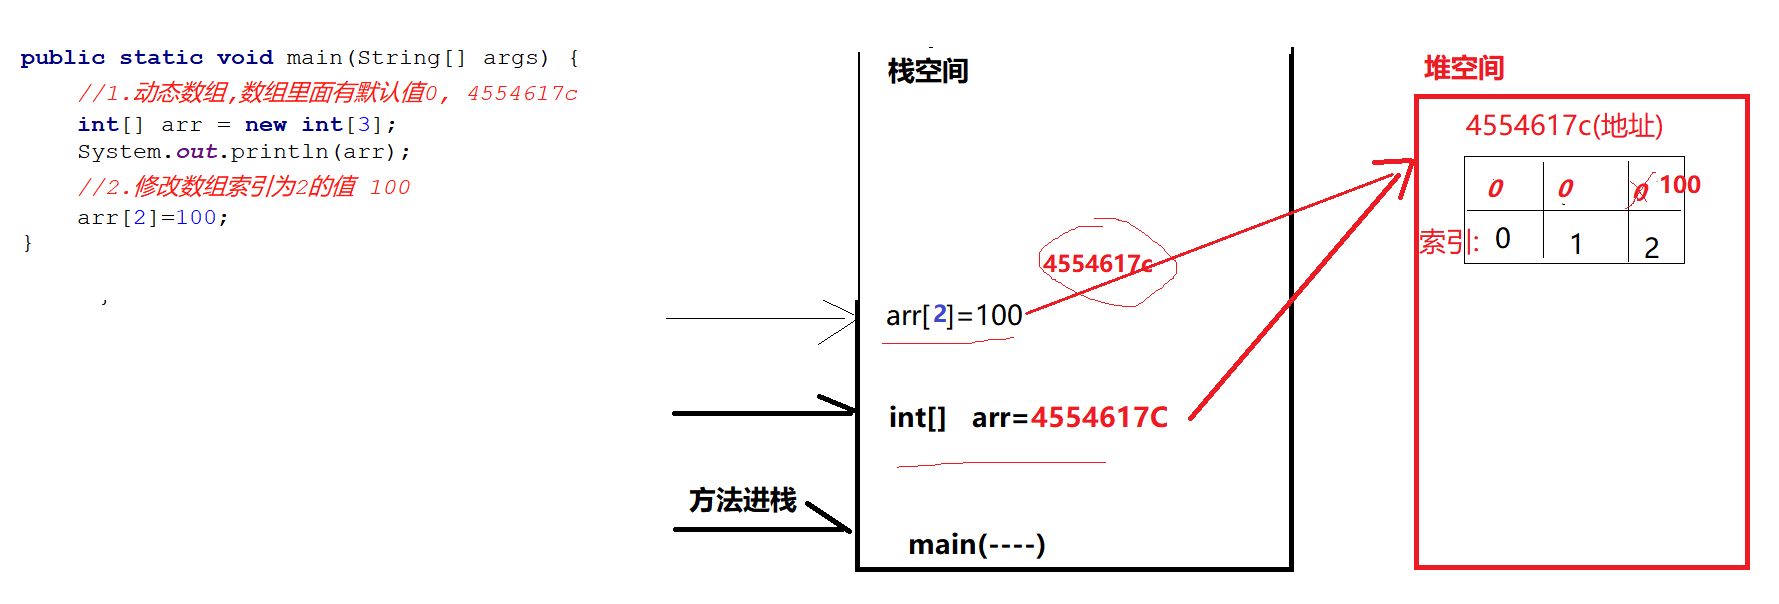 public static void main(String[] args) {
//1.动态数组,数组里面有默认值0, 4554617c
int[] arr = new int[3];
System.out.println(arr);
//2.修改数组索引为2的值 100
arr[2]=100;
}
栈空间
4554617c
arr[2]=100
int[] arr=4554617C
方法进栈
main(----)
堆空间
4554617c(地址)
0 0 0 100
索引: 0 1 2